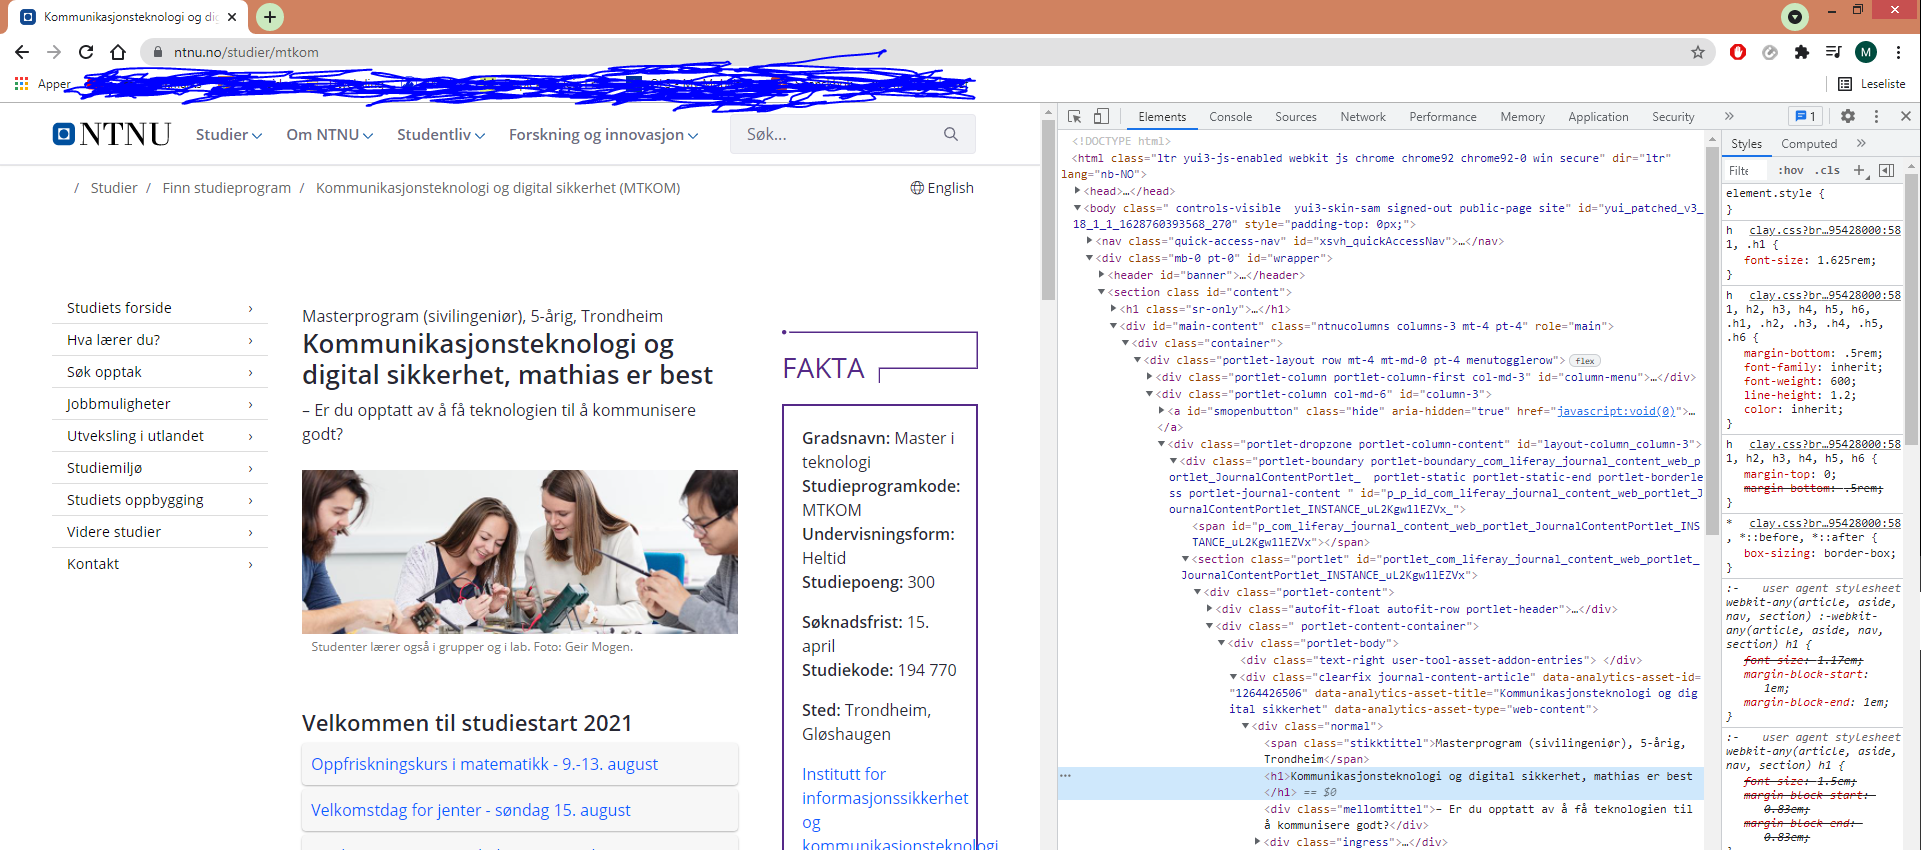 Kommunikasjonsteknologi og di
ntnu.no/studier/mtkom
M
Apper
Leseliste
NTNU
Studier
Om NTNU
Studentliv
Forskning og innovasjon
Søk...
/ Studier / Finn studieprogram / Kommunikasjonsteknologi og digital sikkerhet (MTKOM)
English
Studiets forside
Hva lærer du?
Søk opptak
Jobbmuligheter
Utveksling i utlandet
Studiemiljø
Studiets oppbygging
Videre studier
Kontakt
Masterprogram (sivilingeniør), 5-årig, Trondheim
Kommunikasjonsteknologi og
digital sikkerhet, mathias er best
– Er du opptatt av å få teknologien til å kommunisere
godt?
Studenter lærer også i grupper og i lab. Foto: Geir Mogen.
Velkommen til studiestart 2021
Oppfriskningskurs i matematikk - 9.-13. august
Velkomstdag for jenter - søndag 15. august
FAKTA
Gradsnavn: Master i
teknologi
Studieprogramkode:
MTKOM
Undervisningsform:
Heltid
Studiepoeng: 300
Søknadsfrist: 15.
april
Studiekode: 194 770
Sted: Trondheim,
Gløshaugen
Institutt for
informasjonssikkerhet
og
kommunikasjonsteknologi
Elements Console Sources Network Performance Memory Application Security » 1
<!DOCTYPE html>
<html class="ltr yui3-js-enabled webkit js chrome chrome92 chrome92-0 win secure" dir="ltr"
lang="nb-NO">
<head>…</head>
<body class=" controls-visible  yui3-skin-sam signed-out public-page site" id="yui_patched_v3_
18_1_1_1628760393568_270" style="padding-top: 0px;">
<nav class="quick-access-nav" id="xsvh_quickAccessNav">…</nav>
<div class="mb-0 pt-0" id="wrapper">
<header id="banner">…</header>
<section class id="content">
<h1 class="sr-only">…</h1>
<div id="main-content" class="ntnucolumns columns-3 mt-4 pt-4" role="main">
<div class="container">
<div class="portlet-layout row mt-4 mt-md-0 pt-4 menutogglerow"> flex
<div class="portlet-column portlet-column-first col-md-3" id="column-menu">…</div>
<div class="portlet-column col-md-6" id="column-3">
<a id="smopenbutton" class="hide" aria-hidden="true" href="javascript:void(0)">…
</a>
<div class="portlet-dropzone portlet-column-content" id="layout-column_column-3">
<div class="portlet-boundary portlet-boundary_com_liferay_journal_content_web_p
ortlet_JournalContentPortlet_  portlet-static portlet-static-end portlet-borderle
ss portlet-journal-content " id="p_p_id_com_liferay_journal_content_web_portlet_J
ournalContentPortlet_INSTANCE_uL2Kgw1lEZVx_">
<span id="p_com_liferay_journal_content_web_portlet_JournalContentPortlet_INS
TANCE_uL2Kgw1lEZVx"></span>
<section class="portlet" id="portlet_com_liferay_journal_content_web_portlet_
JournalContentPortlet_INSTANCE_uL2Kgw1lEZVx">
<div class="portlet-content">
<div class="autofit-float autofit-row portlet-header">…</div>
<div class=" portlet-content-container">
<div class="portlet-body">
<div class="text-right user-tool-asset-addon-entries"> </div>
<div class="clearfix journal-content-article" data-analytics-asset-id=
"1264426506" data-analytics-asset-title="Kommunikasjonsteknologi og dig
ital sikkerhet" data-analytics-asset-type="web-content">
<div class="normal">
<span class="stikktittel">Masterprogram (sivilingeniør), 5-årig,
Trondheim</span>
… <h1>Kommunikasjonsteknologi og digital sikkerhet, mathias er best
</h1> == $0
<div class="mellomtittel">– Er du opptatt av å få teknologien til
å kommunisere godt?</div>
<div class="ingress">…</div>
Styles Computed »
Filte :hov .cls +
element.style {
}
h clay.css?br…95428000:58
1, .h1 {
font-size: 1.625rem;
}
h clay.css?br…95428000:58
1, h2, h3, h4, h5, h6,
.h1, .h2, .h3, .h4, .h5,
.h6 {
margin-bottom: .5rem;
font-family: inherit;
font-weight: 600;
line-height: 1.2;
color: inherit;
}
h clay.css?br…95428000:58
1, h2, h3, h4, h5, h6 {
margin-top: 0;
margin-bottom: .5rem;
}
* clay.css?br…95428000:58
, *::before, *::after {
box-sizing: border-box;
}
:- user agent stylesheet
webkit-any(article, aside,
nav, section) :-webkit-
any(article, aside, nav,
section) h1 {
font-size: 1.17em;
margin-block-start:
1em;
margin-block-end: 1em;
}
:- user agent stylesheet
webkit-any(article, aside,
nav, section) h1 {
font-size: 1.5em;
margin-block-start:
0.83em;
margin-block-end:
0.83em;